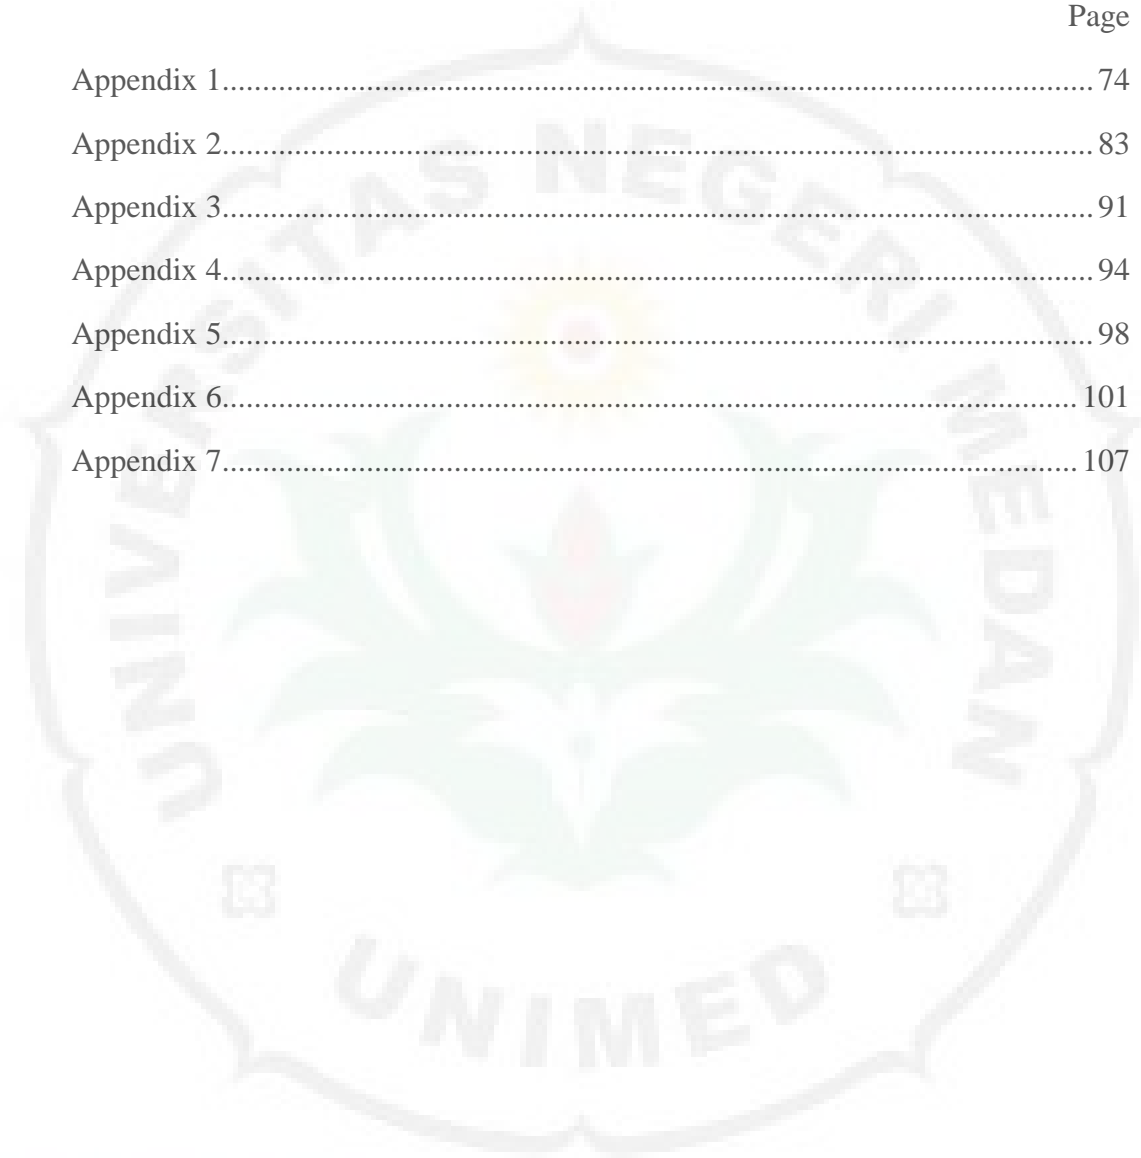 Page
Appendix 1............................................................................................................. 74
Appendix 2............................................................................................................. 83
Appendix 3............................................................................................................. 91
Appendix 4............................................................................................................. 94
Appendix 5............................................................................................................. 98
Appendix 6........................................................................................................... 101
Appendix 7........................................................................................................... 107
UNIVERSITAS NEGERI MEDAN
UNIMED